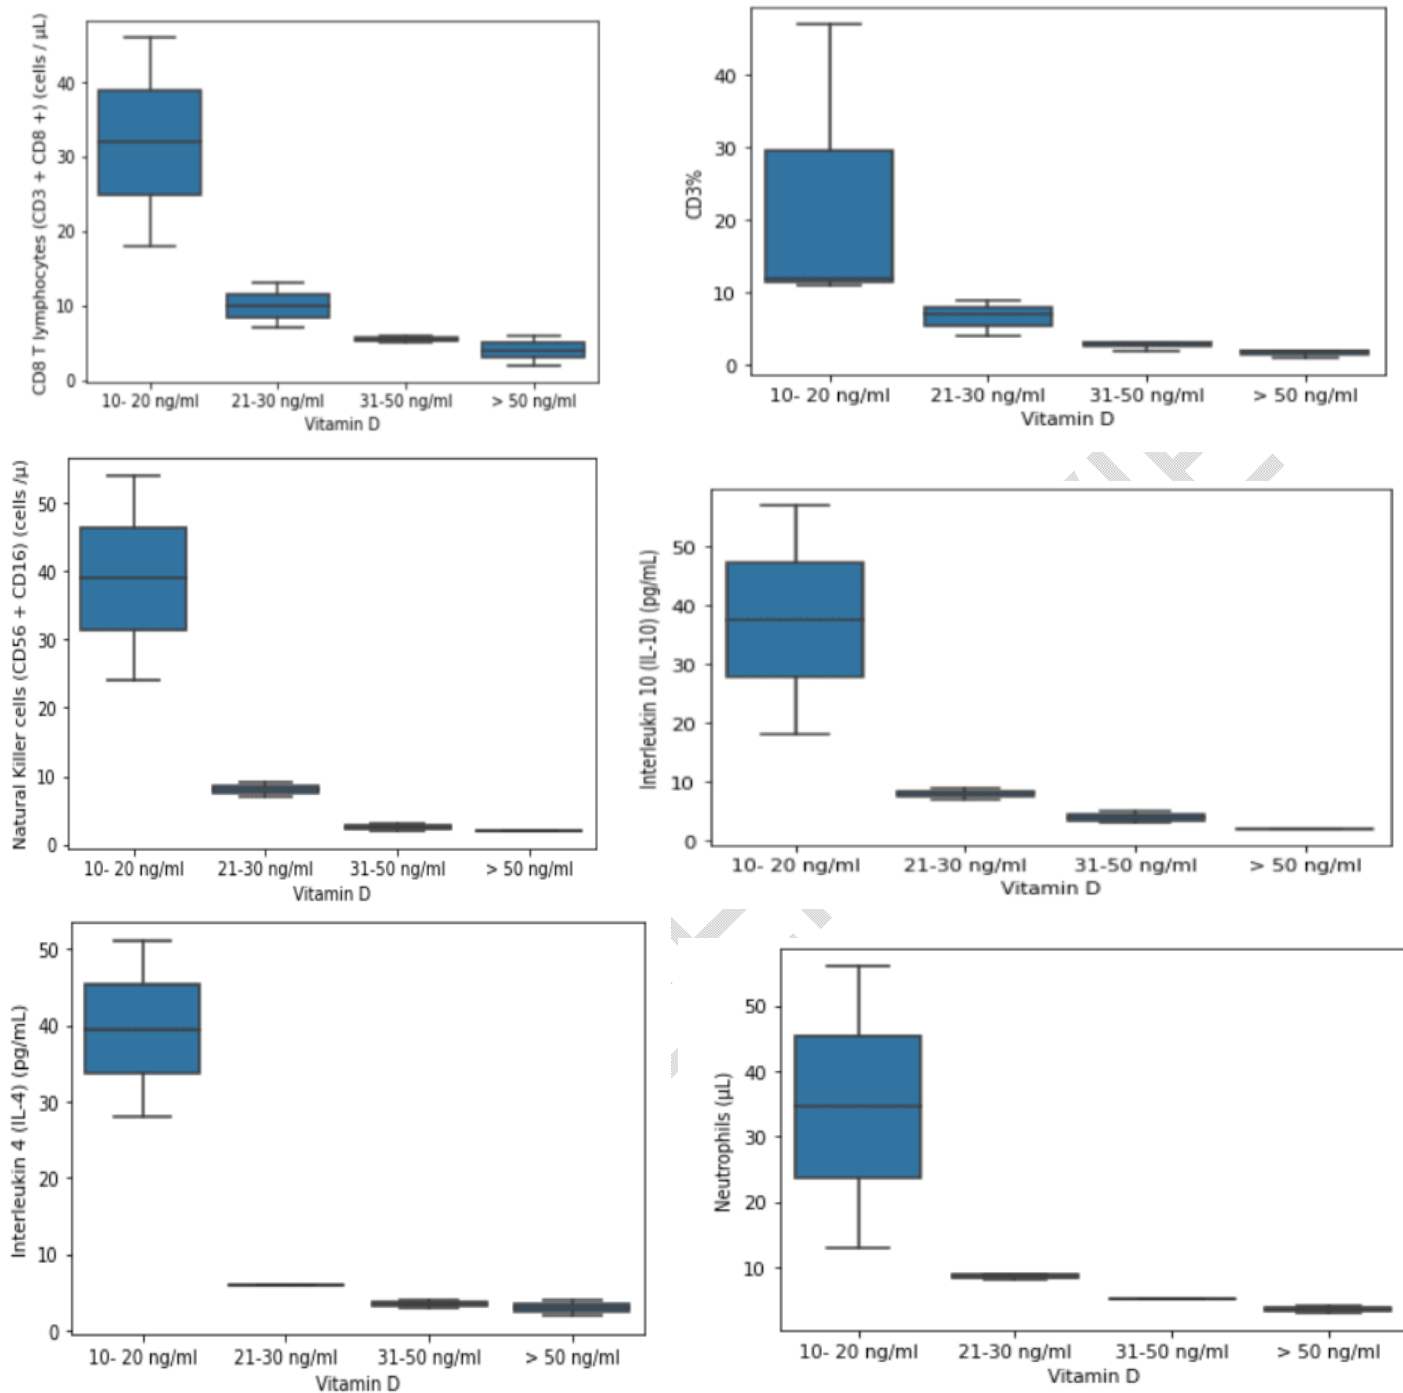 CD8 T lymphocytes (CD3 + CD8 +) (cells / µL)
40
30
20
10
0
10- 20 ng/ml 21-30 ng/ml 31-50 ng/ml > 50 ng/ml
Vitamin D
CD3%
40
30
20
10
0
10- 20 ng/ml 21-30 ng/ml 31-50 ng/ml > 50 ng/ml
Vitamin D
Natural Killer cells (CD56 + CD16) (cells /µ)
50
40
30
20
10
0
10- 20 ng/ml 21-30 ng/ml 31-50 ng/ml > 50 ng/ml
Vitamin D
Interleukin 10 (IL-10) (pg/mL)
50
40
30
20
10
0
10- 20 ng/ml 21-30 ng/ml 31-50 ng/ml > 50 ng/ml
Vitamin D
Interleukin 4 (IL-4) (pg/mL)
50
40
30
20
10
0
10- 20 ng/ml 21-30 ng/ml 31-50 ng/ml > 50 ng/ml
Vitamin D
Neutrophils (µL)
50
40
30
20
10
10- 20 ng/ml 21-30 ng/ml 31-50 ng/ml > 50 ng/ml
Vitamin D